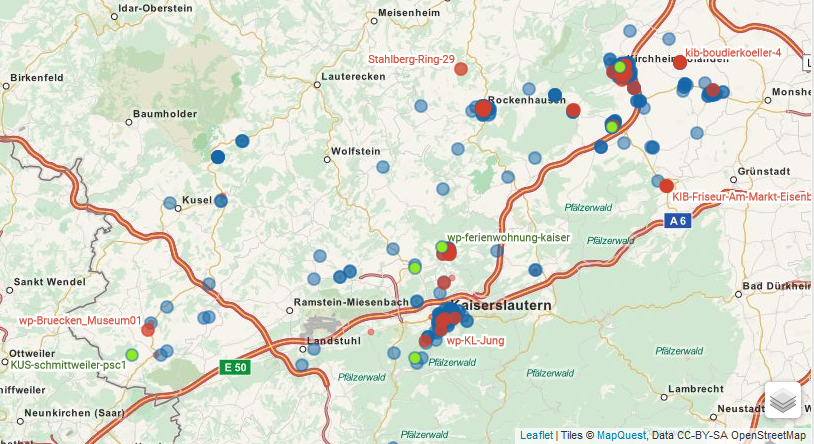 Idar-Oberstein
Meisenheim
Stahlberg-Ring-29
kib-boudierkoeller-4
Kirchheimbolanden
Birkenfeld
Lauterecken
Baumholder
Rockenhausen
Monshe
Wolfstein
Grünstadt
Kusel
KIB-Friseur-Am-Markt-Eisenb
Pfälzerwald
A 6
wp-ferienwohnung-kaiser
Pfälzerwald
Sankt Wendel
Bad Dürkheim
Ramstein-Miesenbach
Kaiserslautern
wp-Bruecken_Museum01
Landstuhl
wp-KL-Jung
Ottweiler
KUS-schmittweiler-psc1
E 50
Pfälzerwald
Pfälzerwald
Pfälzerwald
Pfälzerwald
hiffweiler
Lambrecht
Neunkirchen (Saar)
Neustadt
Pfälzerwald
Leaflet | Tiles © MapQuest, Data CC-BY-SA OpenStreetMap